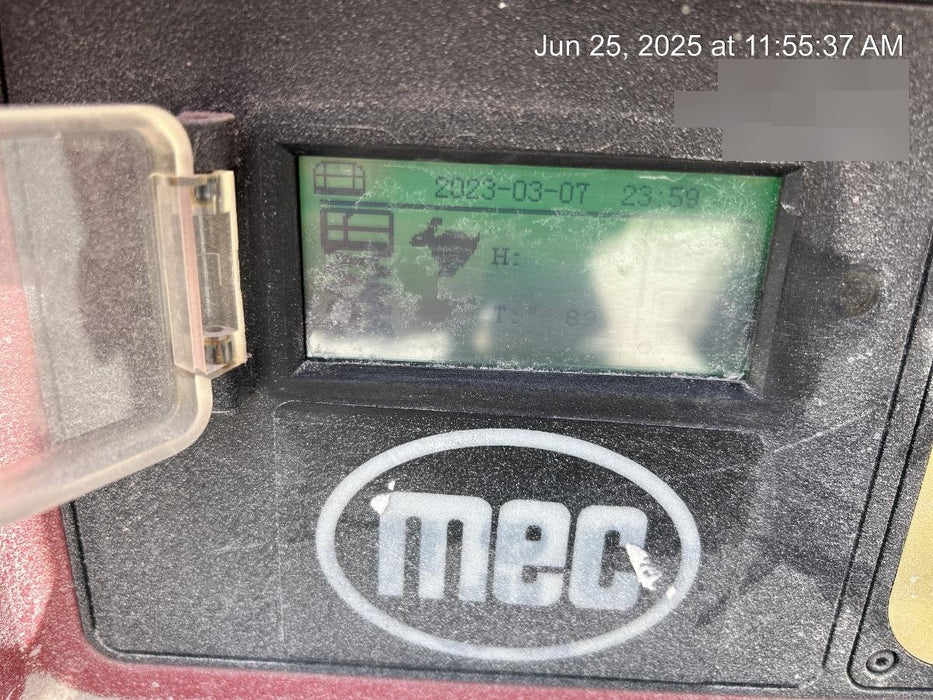 Jun 25, 2025 at 11:55:37 AM
2023-03-07 23:59
H:
T:
mec